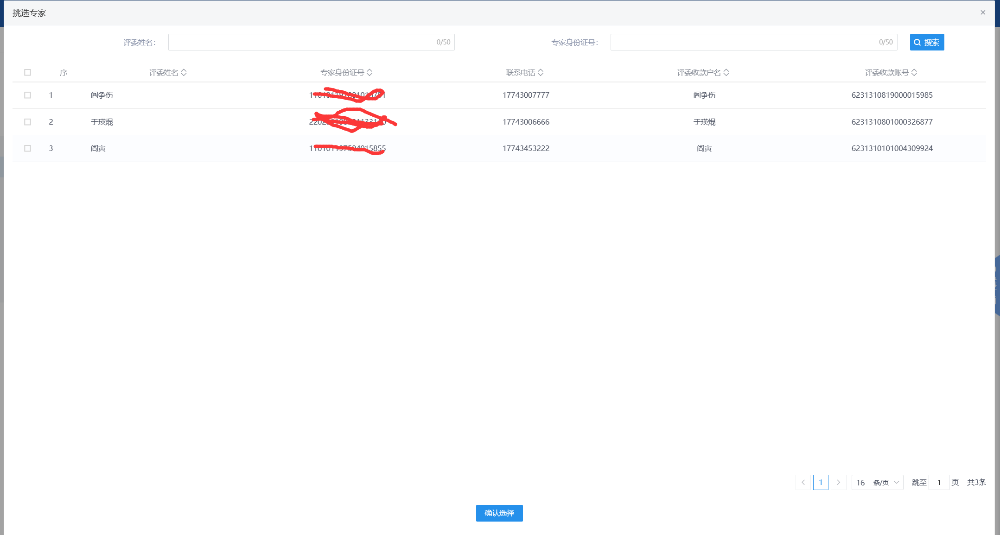 挑选专家
评委姓名： 0/50 专家身份证号： 0/50 搜索
序 评委姓名 专家身份证号 联系电话 评委收款户名 评委收款账号
1 阎争伤 17743007777 阎争伤 6231310819000015985
2 于瑛焜 17743006666 于瑛焜 6231310801000326877
3 阎寅 17743453222 阎寅 6231310101004309924
1 16 条/页 跳至 1 页 共3条
确认选择